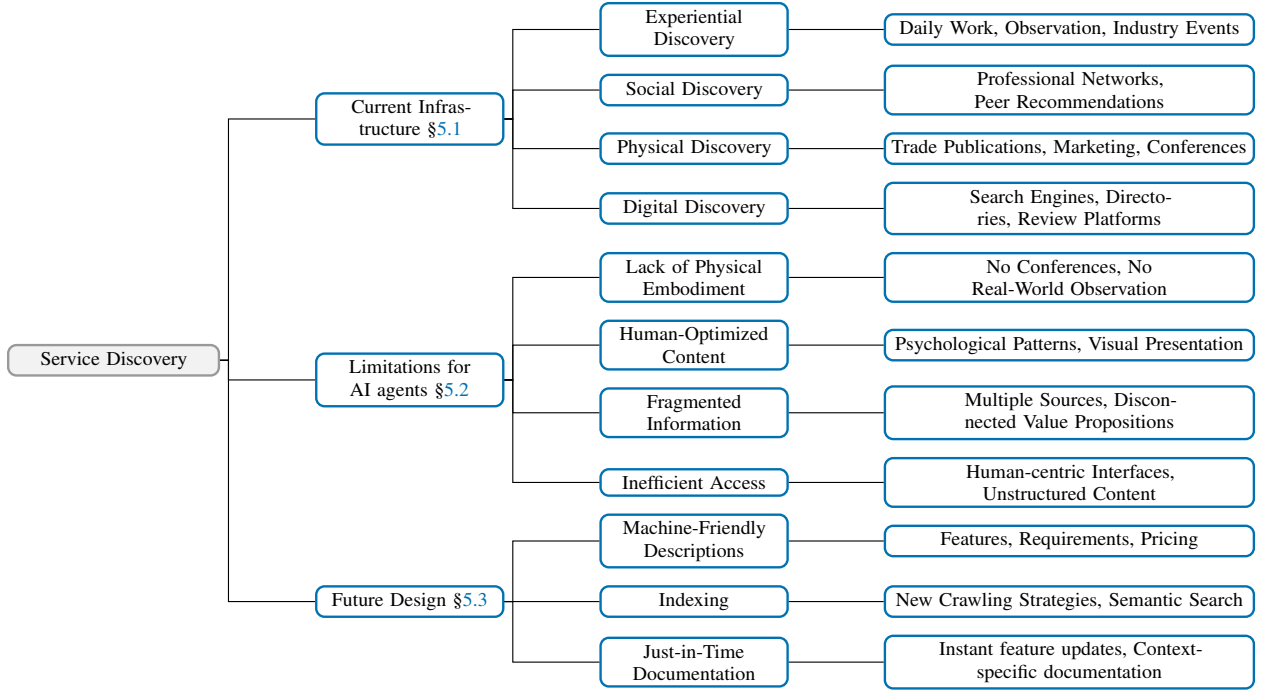 Service Discovery
Current Infras-
tructure §5.1
Experiential
Discovery
Daily Work, Observation, Industry Events
Social Discovery
Professional Networks,
Peer Recommendations
Physical Discovery
Trade Publications, Marketing, Conferences
Digital Discovery
Search Engines, Directo-
ries, Review Platforms
Limitations for
AI agents §5.2
Lack of Physical
Embodiment
No Conferences, No
Real-World Observation
Human-Optimized
Content
Psychological Patterns, Visual Presentation
Fragmented
Information
Multiple Sources, Discon-
nected Value Propositions
Inefficient Access
Human-centric Interfaces,
Unstructured Content
Future Design §5.3
Machine-Friendly
Descriptions
Features, Requirements, Pricing
Indexing
New Crawling Strategies, Semantic Search
Just-in-Time
Documentation
Instant feature updates, Context-
specific documentation